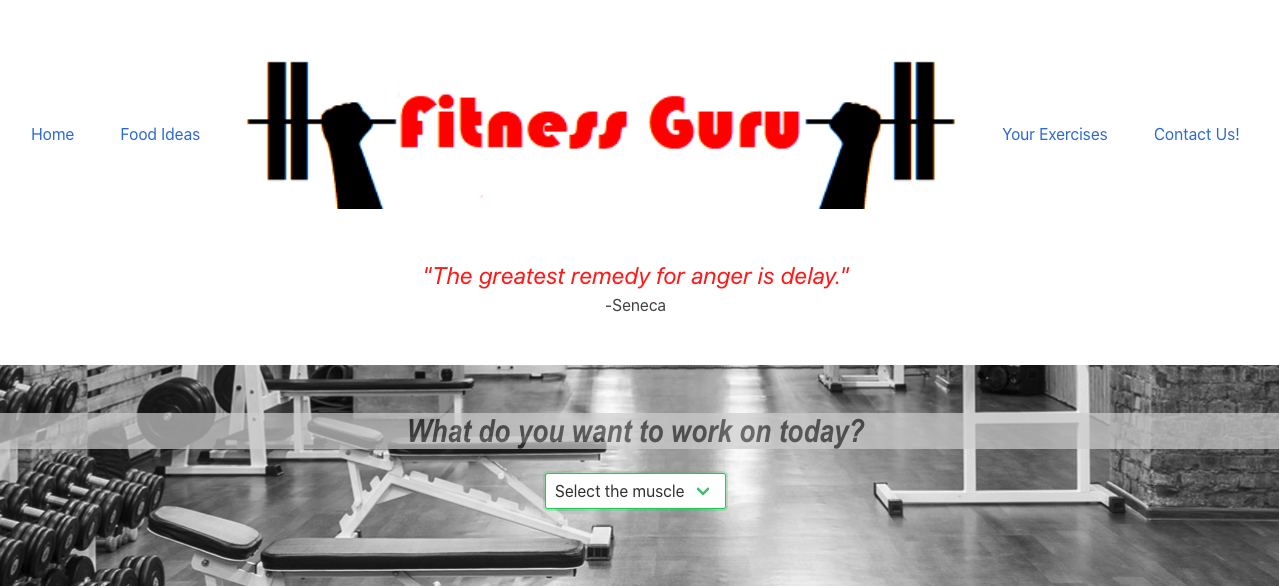 Home
Food Ideas
Fitness Guru
Your Exercises
Contact Us!
"The greatest remedy for anger is delay."
-Seneca
What do you want to work on today?
Select the muscle